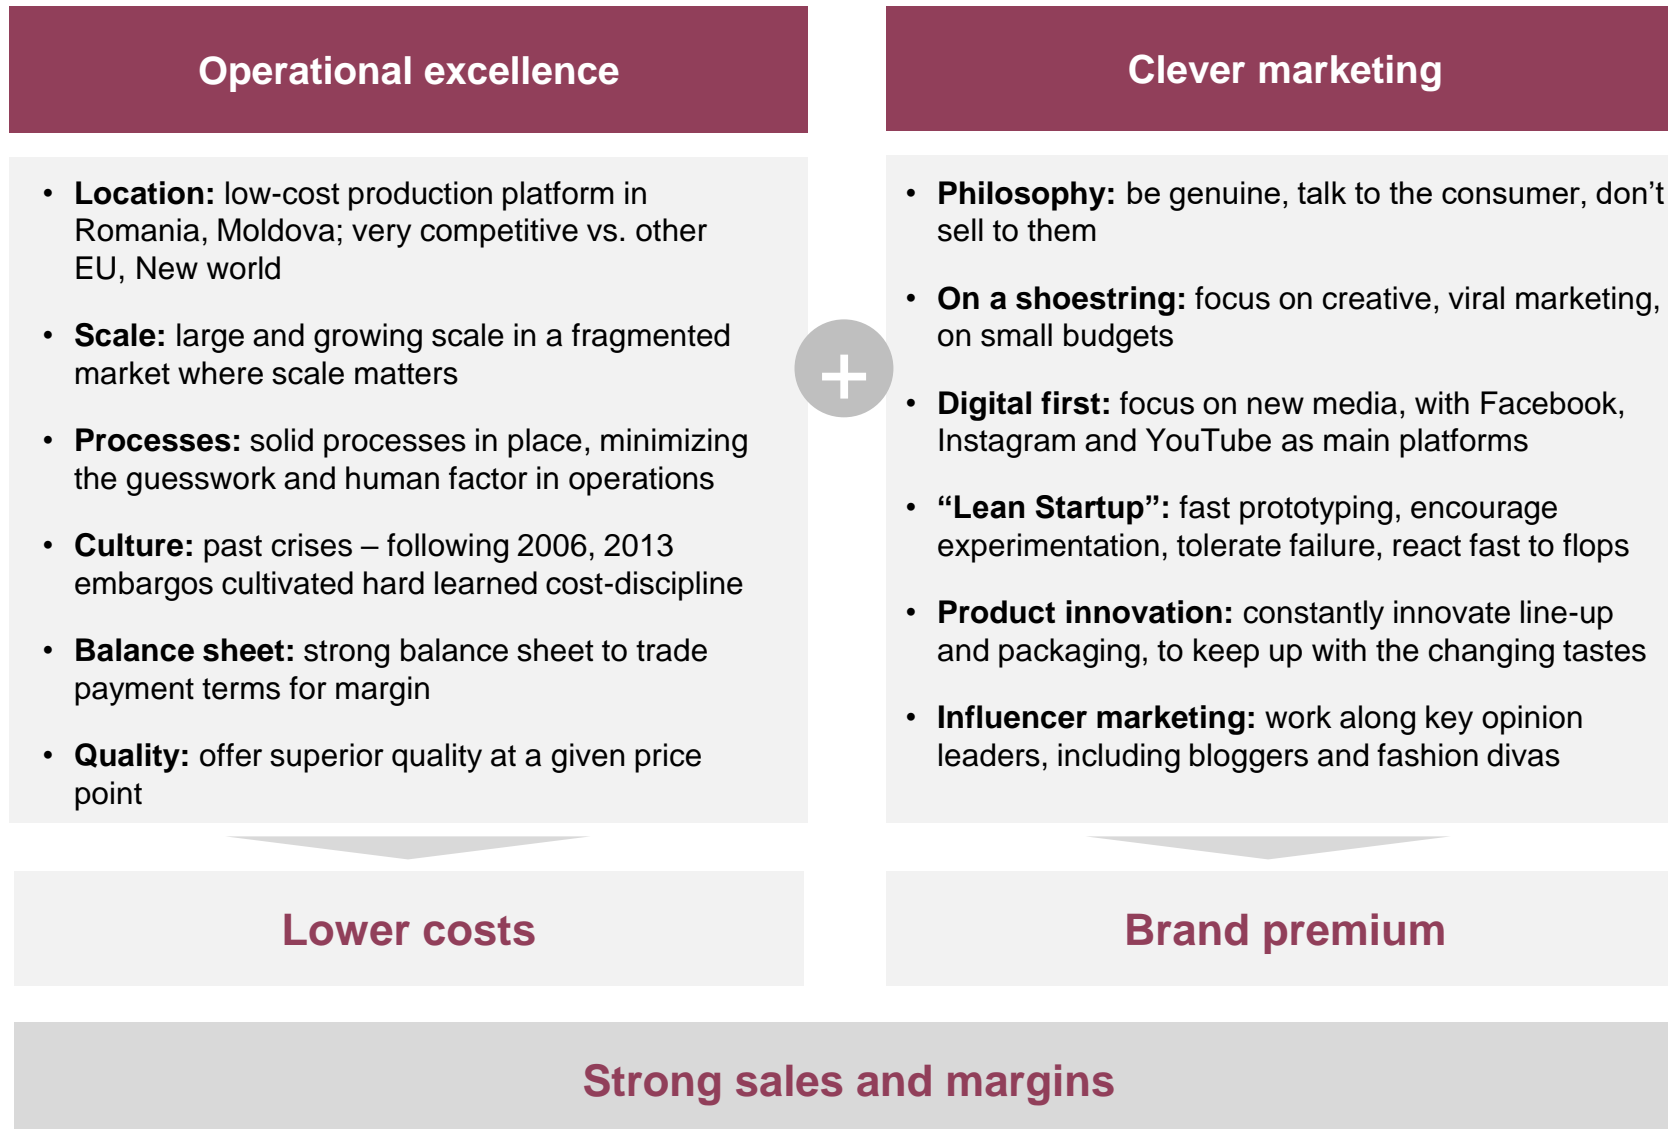 Operational excellence
• Location: low-cost production platform in
Romania, Moldova; very competitive vs. other
EU, New world
• Scale: large and growing scale in a fragmented
market where scale matters
• Processes: solid processes in place, minimizing
the guesswork and human factor in operations
• Culture: past crises – following 2006, 2013
embargos cultivated hard learned cost-discipline
• Balance sheet: strong balance sheet to trade
payment terms for margin
• Quality: offer superior quality at a given price
point
Lower costs
+
Clever marketing
• Philosophy: be genuine, talk to the consumer, don’t
sell to them
• On a shoestring: focus on creative, viral marketing,
on small budgets
• Digital first: focus on new media, with Facebook,
Instagram and YouTube as main platforms
• “Lean Startup”: fast prototyping, encourage
experimentation, tolerate failure, react fast to flops
• Product innovation: constantly innovate line-up
and packaging, to keep up with the changing tastes
• Influencer marketing: work along key opinion
leaders, including bloggers and fashion divas
Brand premium
Strong sales and margins